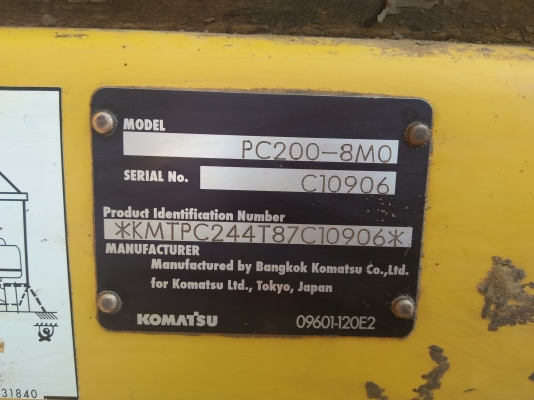 MODEL
PC200-8M0
SERIAL No.
C10906
Product Identification Number
*KMTPC244T87C10906*
MANUFACTURER
Manufactured by Bangkok Komatsu Co.,Ltd.
for Komatsu Ltd., Tokyo, Japan
KOMATSU
09601-120E2
31840